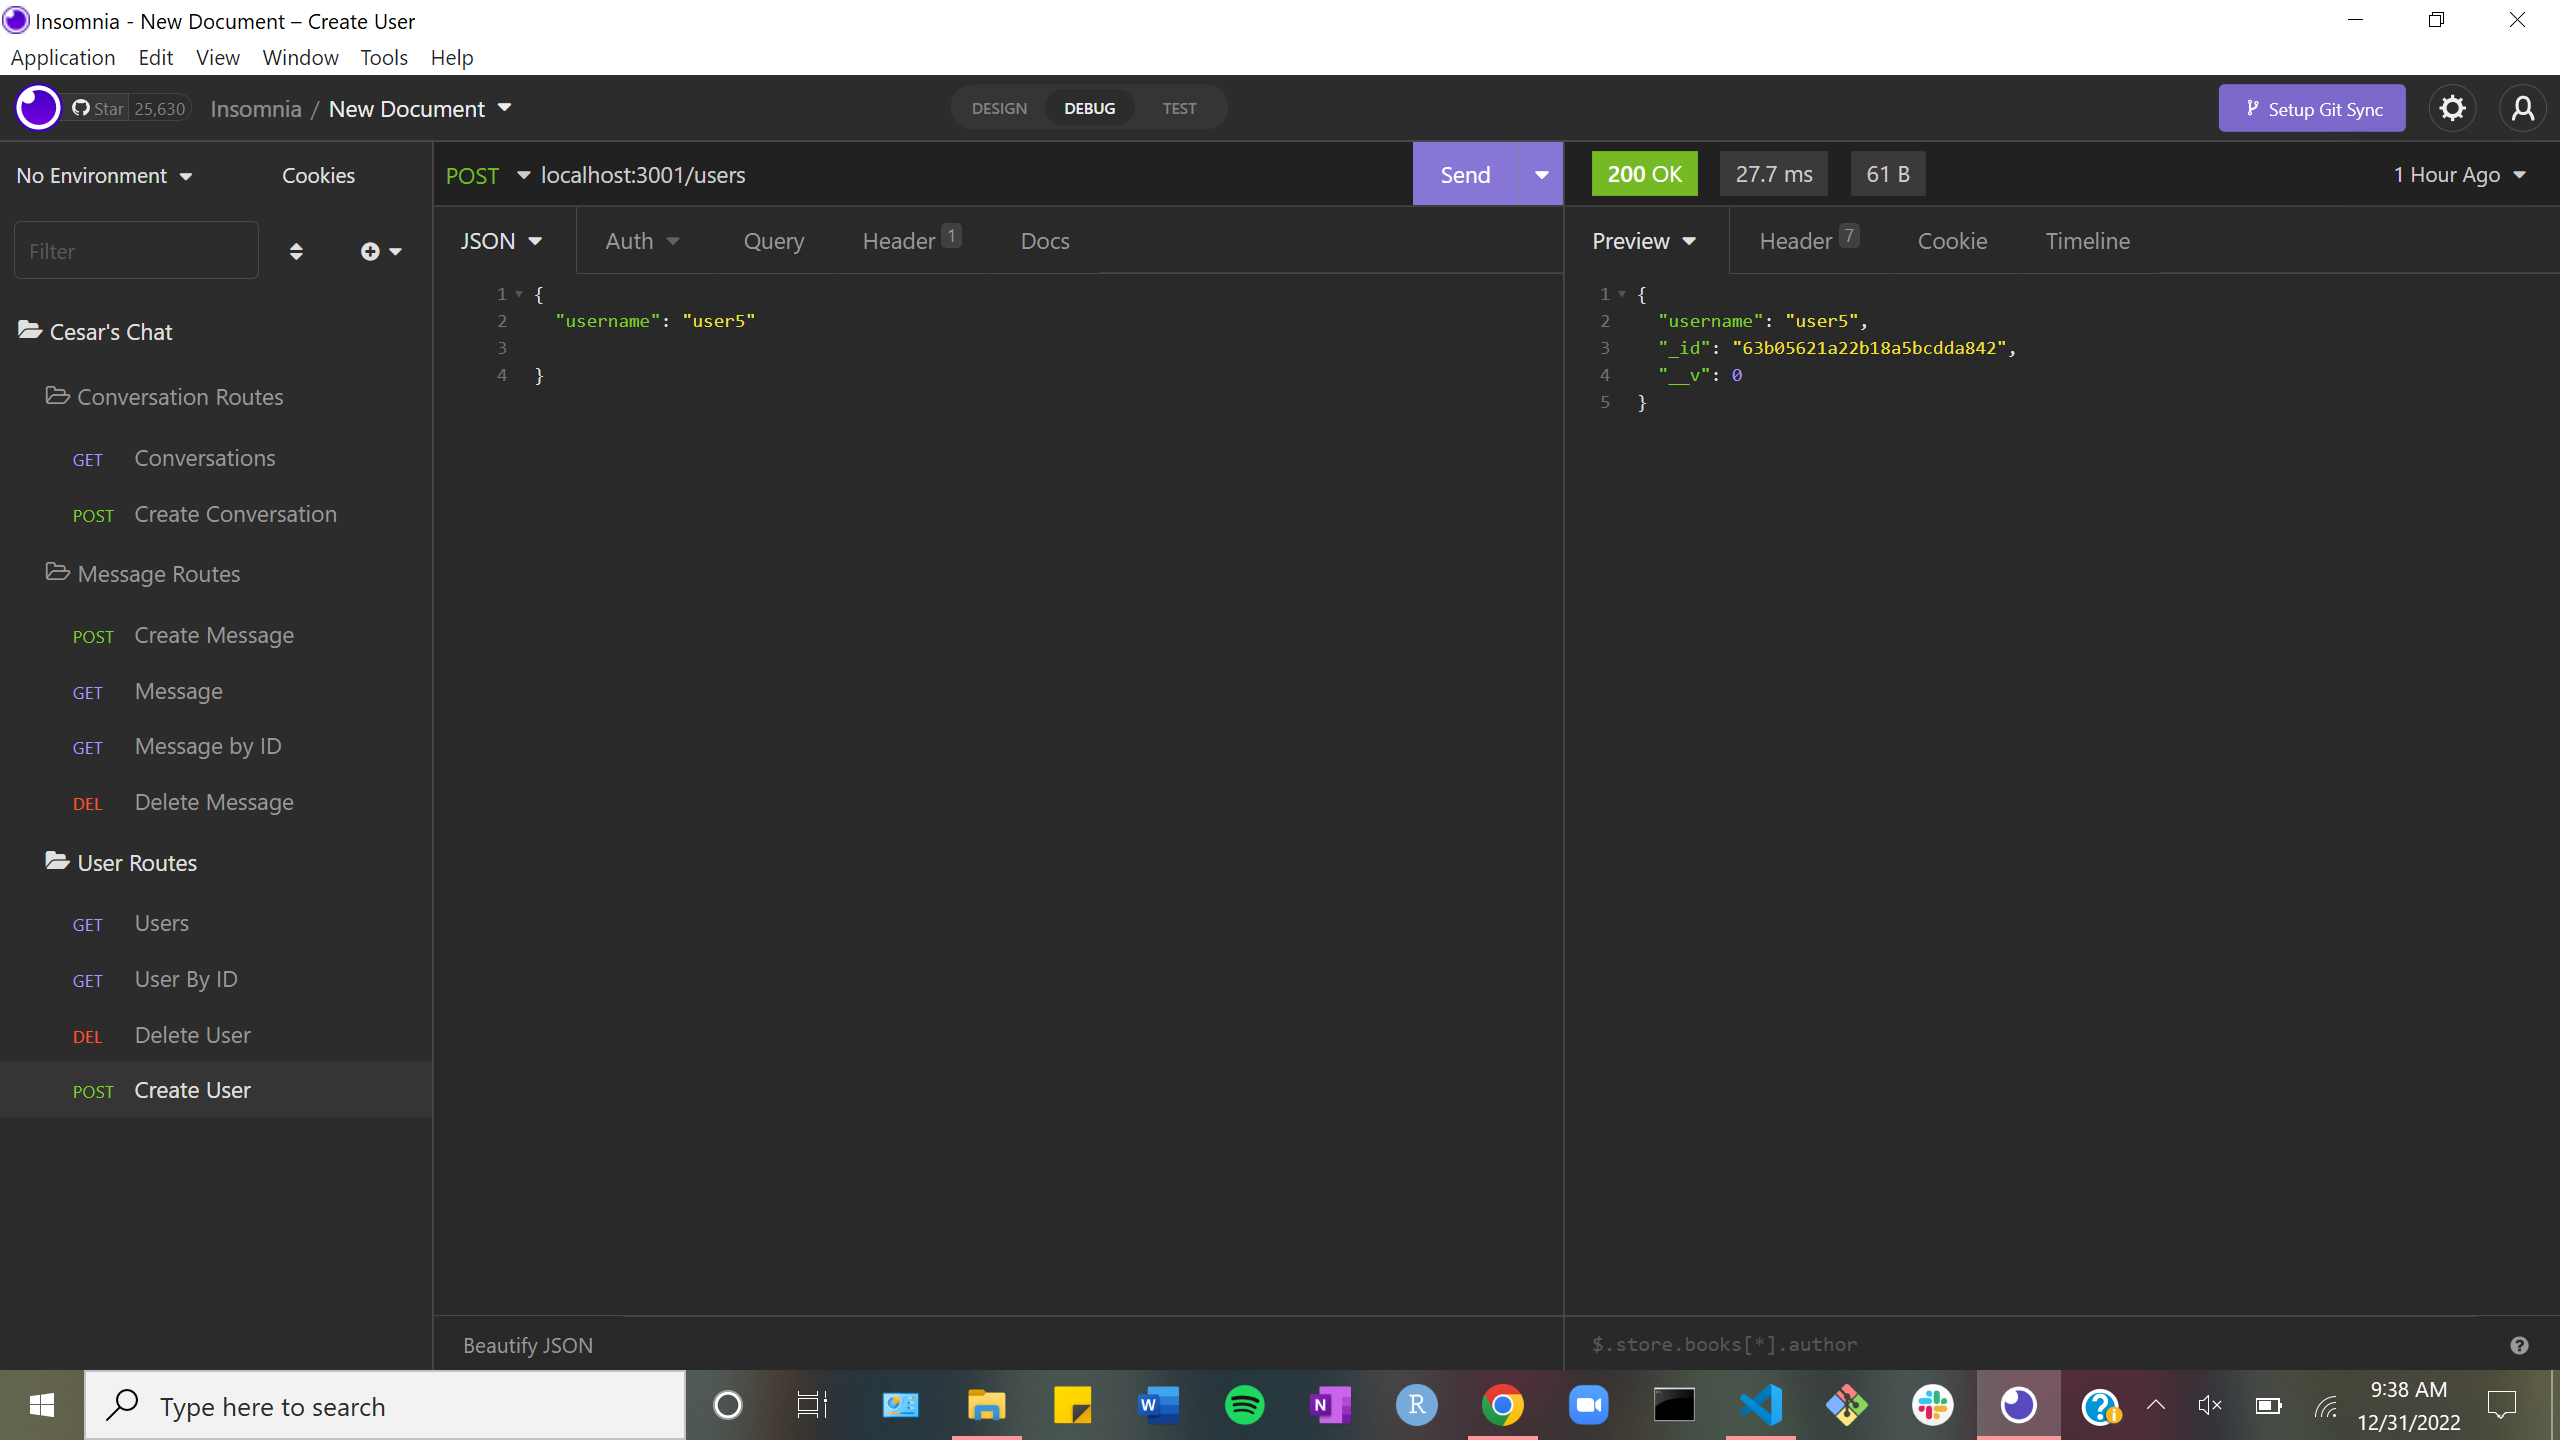 Insomnia - New Document – Create User
Application Edit View Window Tools Help
Star 25,630 Insomnia / New Document DESIGN DEBUG TEST Setup Git Sync
No Environment Cookies
Filter
Cesar's Chat
Conversation Routes
GET Conversations
POST Create Conversation
Message Routes
POST Create Message
GET Message
GET Message by ID
DEL Delete Message
User Routes
GET Users
GET User By ID
DEL Delete User
POST Create User
POST localhost:3001/users Send
JSON Auth Query Header 1 Docs
1 {
2 "username": "user5"
3
4 }
Beautify JSON
200 OK 27.7 ms 61 B 1 Hour Ago
Preview Header 7 Cookie Timeline
1 {
2 "username": "user5",
3 "_id": "63b05621a22b18a5bcdda842",
4 "__v": 0
5 }
$.store.books[*].author
Type here to search
9:38 AM
12/31/2022